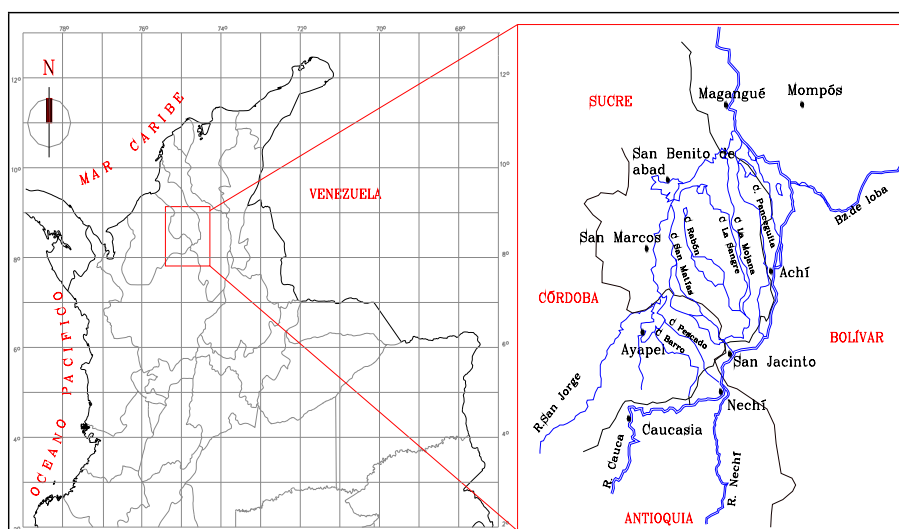 78° 76° 74° 72° 70° 68°
12°
10°
8°
6°
4°
2°
12°
10°
8°
6°
4°
2°
N
MAR CARIBE
VENEZUELA
OCEANO PACIFICO
SUCRE
Magangué
Mompós
San Benito de
abad
Bz.de loba
C. Panceguita
C. la Mojana
C. La Sangre
C. Rabón
C. San Matías
San Marcos
Achí
CÓRDOBA
BOLÍVAR
C. Pescado
C. Barro
Ayapel
San Jacinto
R.San Jorge
Nechí
Caucasia
R. Cauca
R. Nechí
ANTIOQUIA